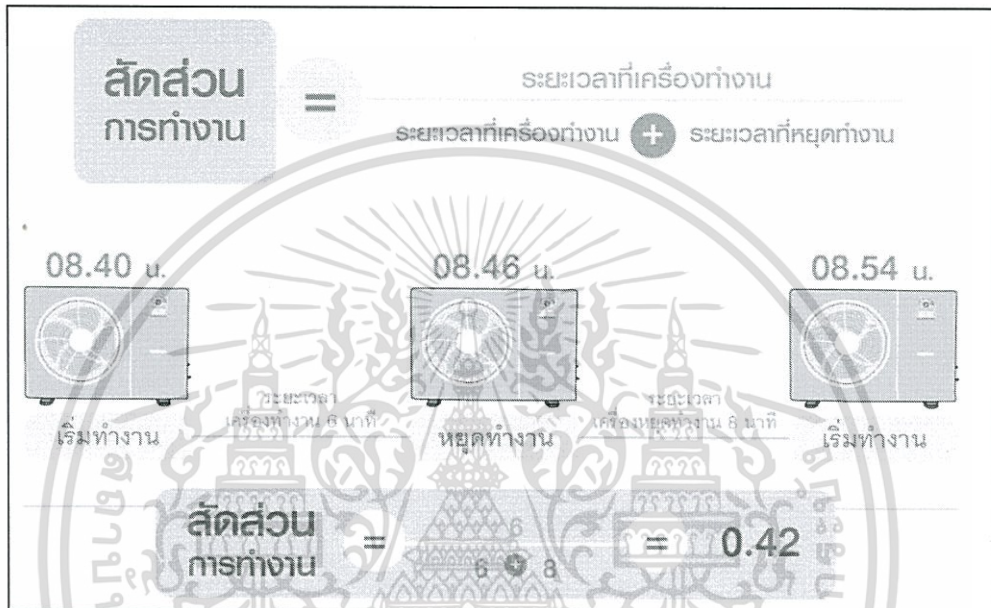 สัดส่วน
การทำงาน
=
ระยะเวลาที่เครื่องทำงาน
ระยะเวลาที่เครื่องทำงาน + ระยะเวลาที่หยุดทำงาน
08.40 น.
08.46 น.
08.54 น.
ระยะเวลา
เครื่องทำงาน 6 นาที
ระยะเวลา
เครื่องหยุดทำงาน 8 นาที
เริ่มทำงาน
หยุดทำงาน
เริ่มทำงาน
สัดส่วน
การทำงาน
=
6
6 + 8
= 0.42